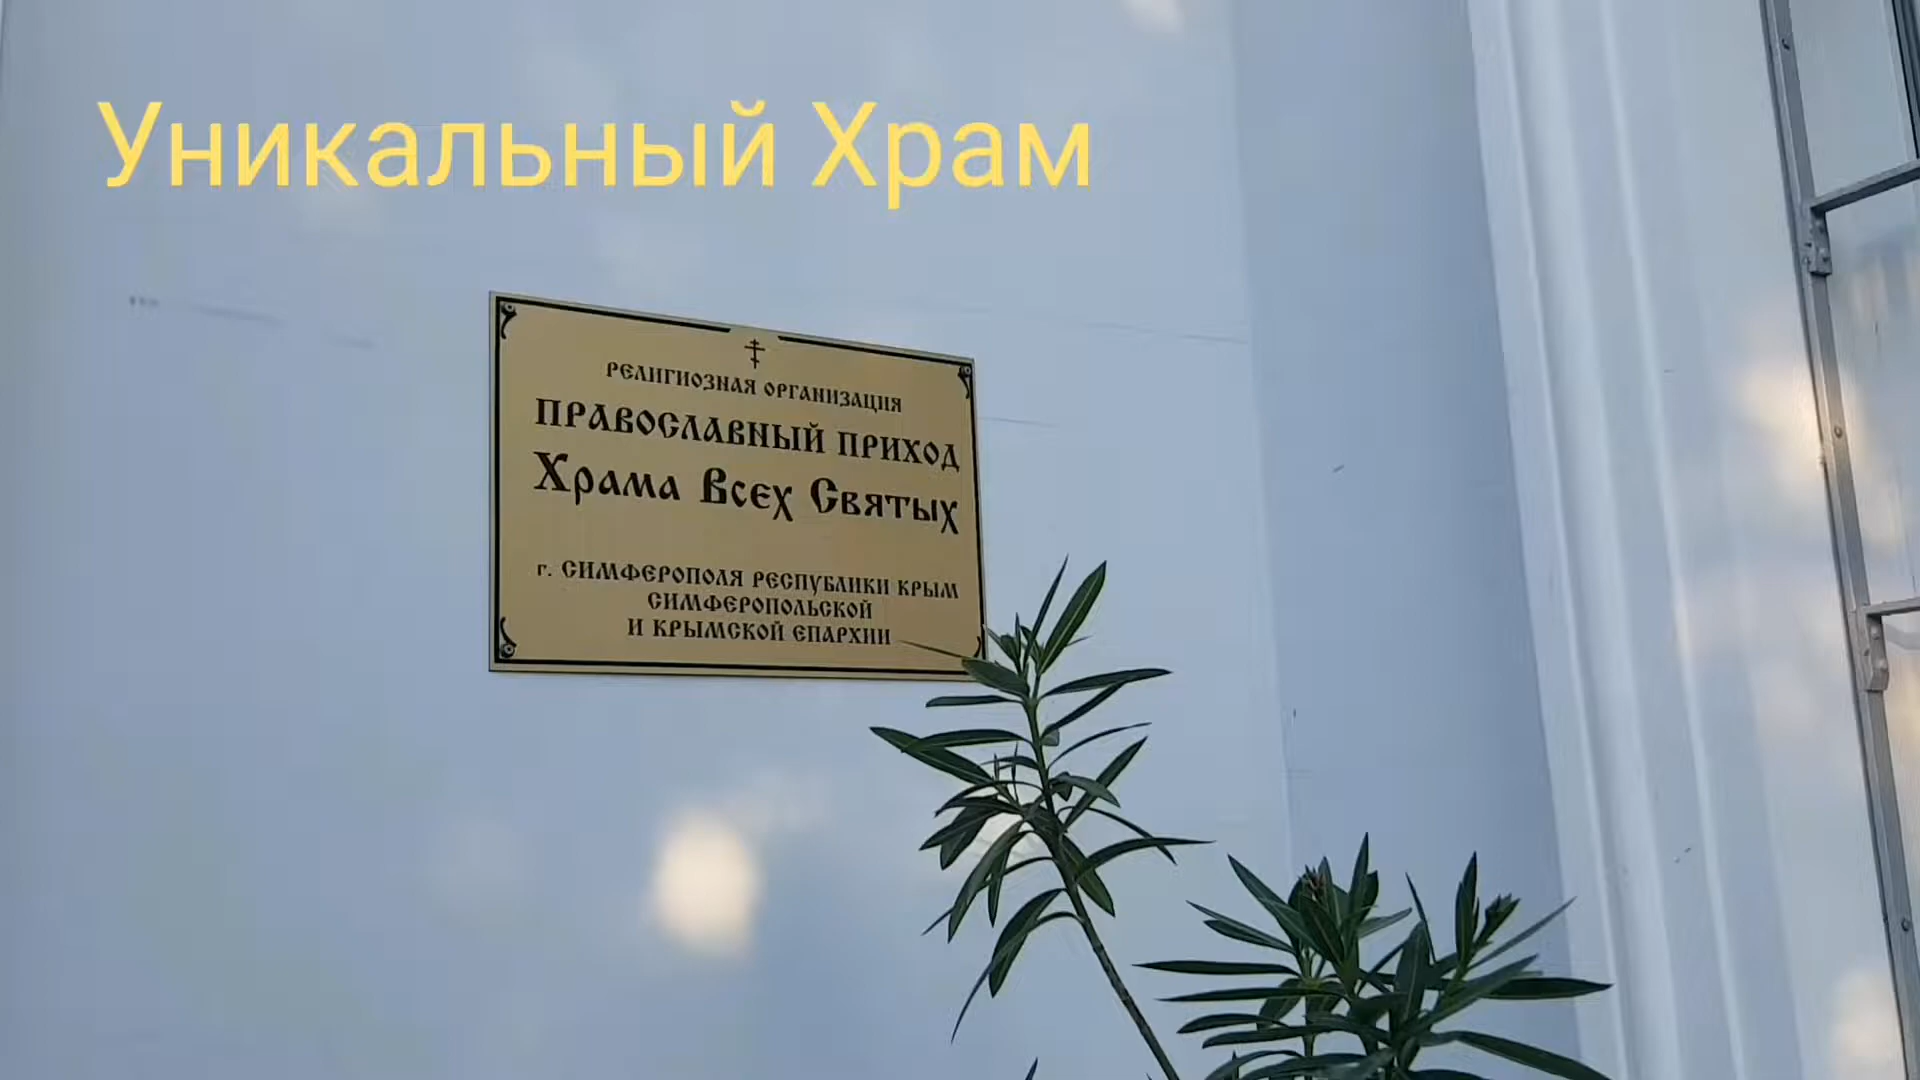 Уникальный Храм
РЕЛИГИОЗНАЯ ОРГАНИЗАЦИЯ
ПРАВОСЛАВНЫЙ ПРИХОД
Храма Всех Святых
г. СИМФЕРОПОЛЯ РЕСПУБЛИКИ КРЫМ
СИМФЕРОПОЛЬСКОЙ
И КРЫМСКОЙ ЕПАРХИИ